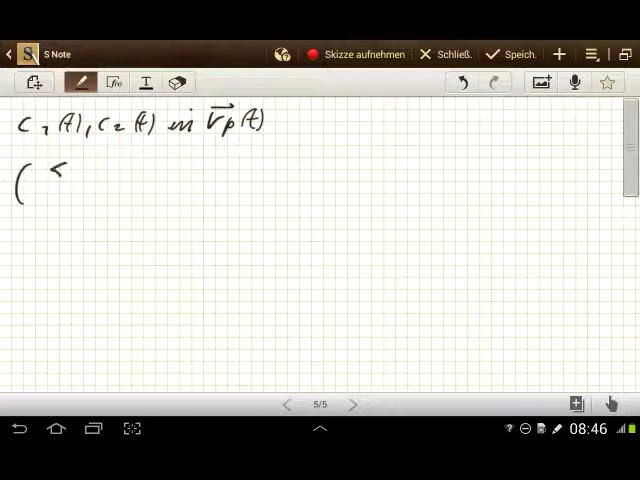 S Note
Skizze aufnehmen
Schließ.
Speich.
f(x)
T
c₁(t), c₂(t) in r⃗p(t)
(
5/5
08:46